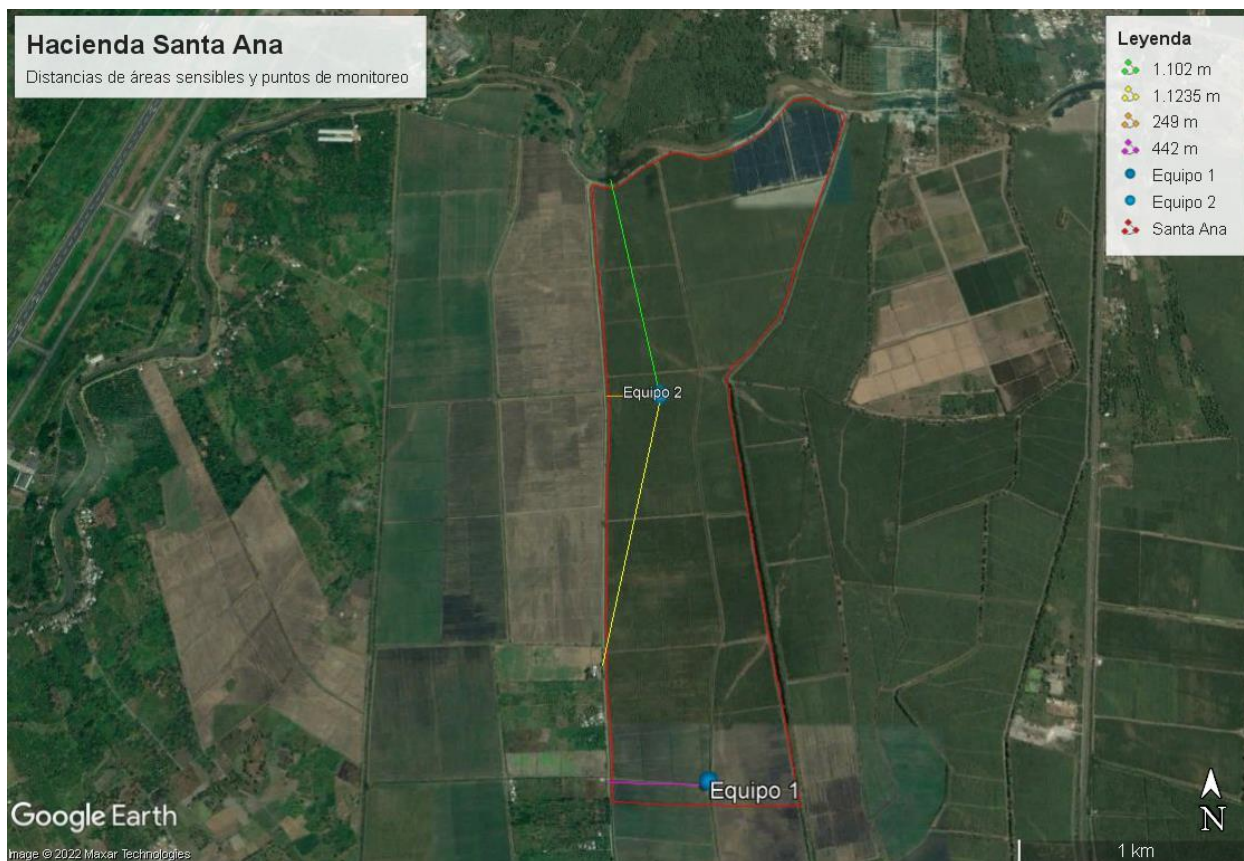 Hacienda Santa Ana
Distancias de áreas sensibles y puntos de monitoreo
Leyenda
1.102 m
1.1235 m
249 m
442 m
Equipo 1
Equipo 2
Santa Ana
Equipo 2
Equipo 1
Google Earth
Image © 2022 Maxar Technologies
N
1 km